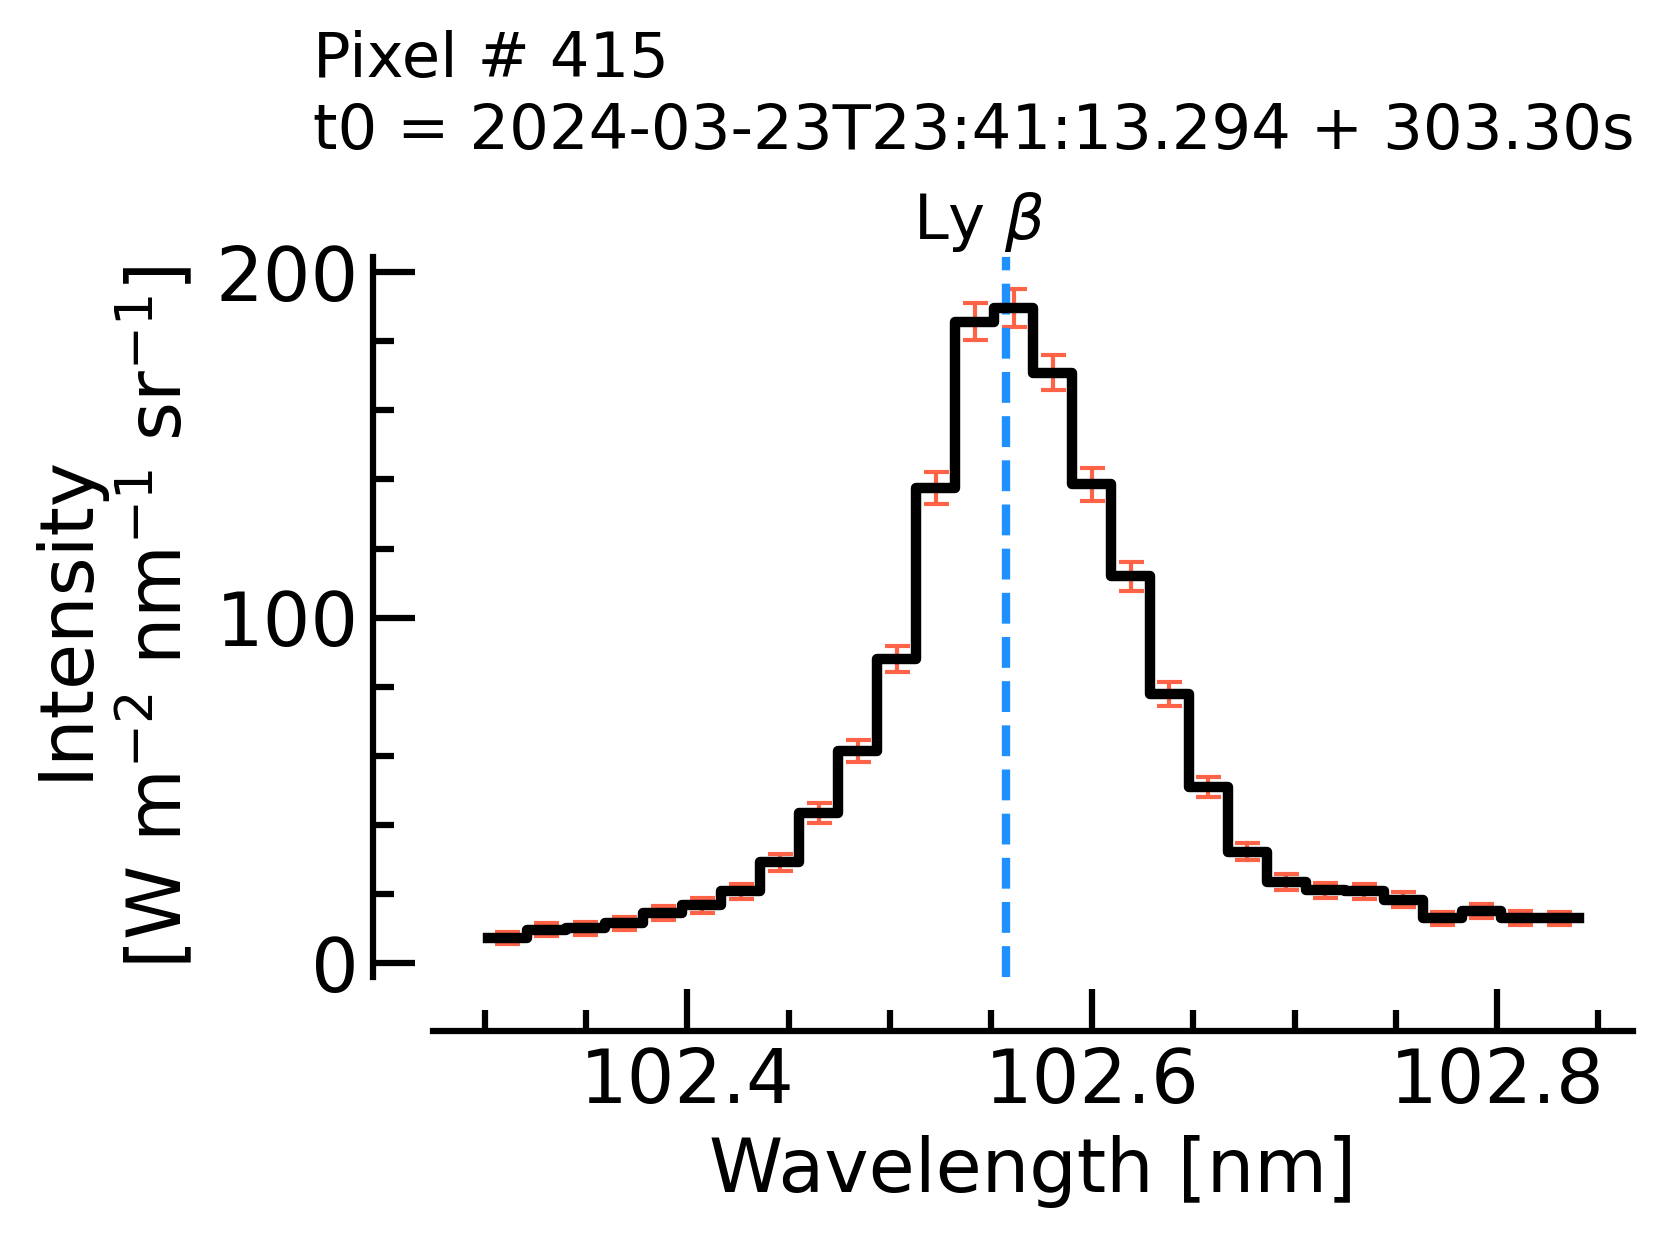 Pixel # 415
t0 = 2024-03-23T23:41:13.294 + 303.30s
Ly β
Intensity
[W m⁻² nm⁻¹ sr⁻¹]
200
100
0
102.4 102.6 102.8
Wavelength [nm]